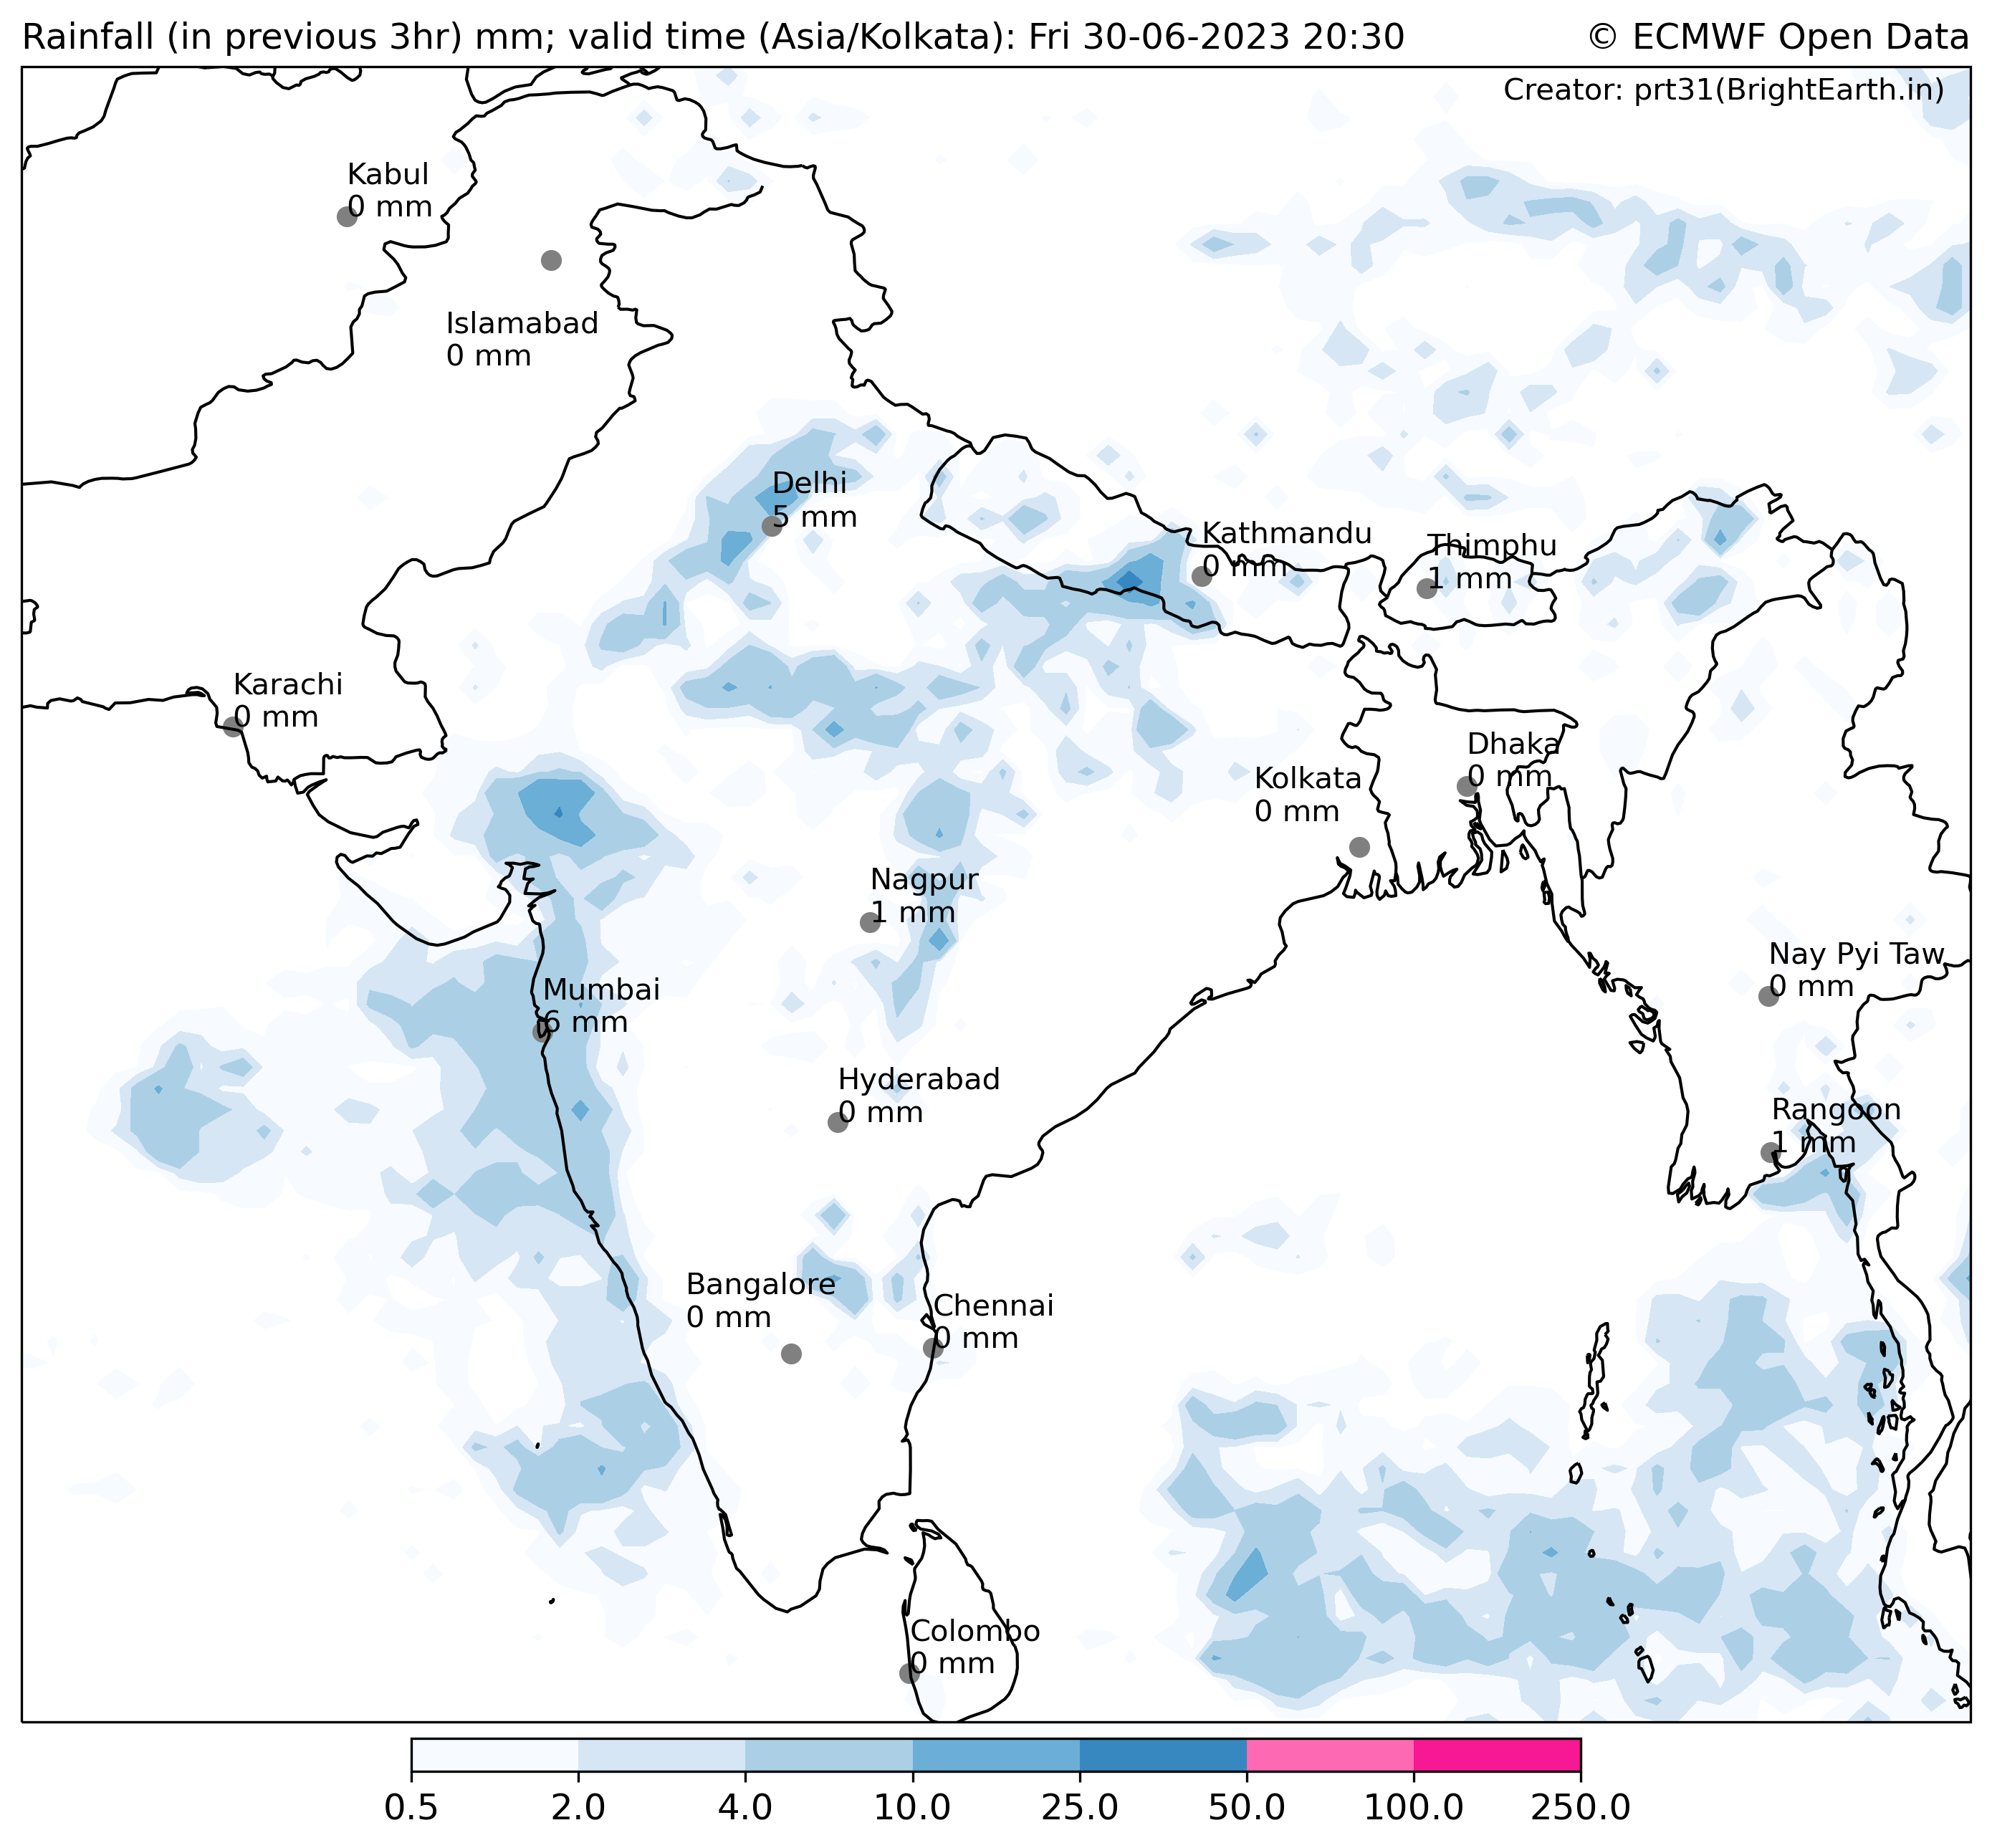 Rainfall (in previous 3hr) mm; valid time (Asia/Kolkata): Fri 30-06-2023 20:30
© ECMWF Open Data
Creator: prt31(BrightEarth.in)
Kabul
0 mm
Islamabad
0 mm
Delhi
5 mm
Kathmandu
0 mm
Thimphu
1 mm
Karachi
0 mm
Dhaka
0 mm
Kolkata
0 mm
Nagpur
1 mm
Nay Pyi Taw
0 mm
Mumbai
6 mm
Hyderabad
0 mm
Rangoon
1 mm
Bangalore
0 mm
Chennai
0 mm
Colombo
0 mm
0.5 2.0 4.0 10.0 25.0 50.0 100.0 250.0